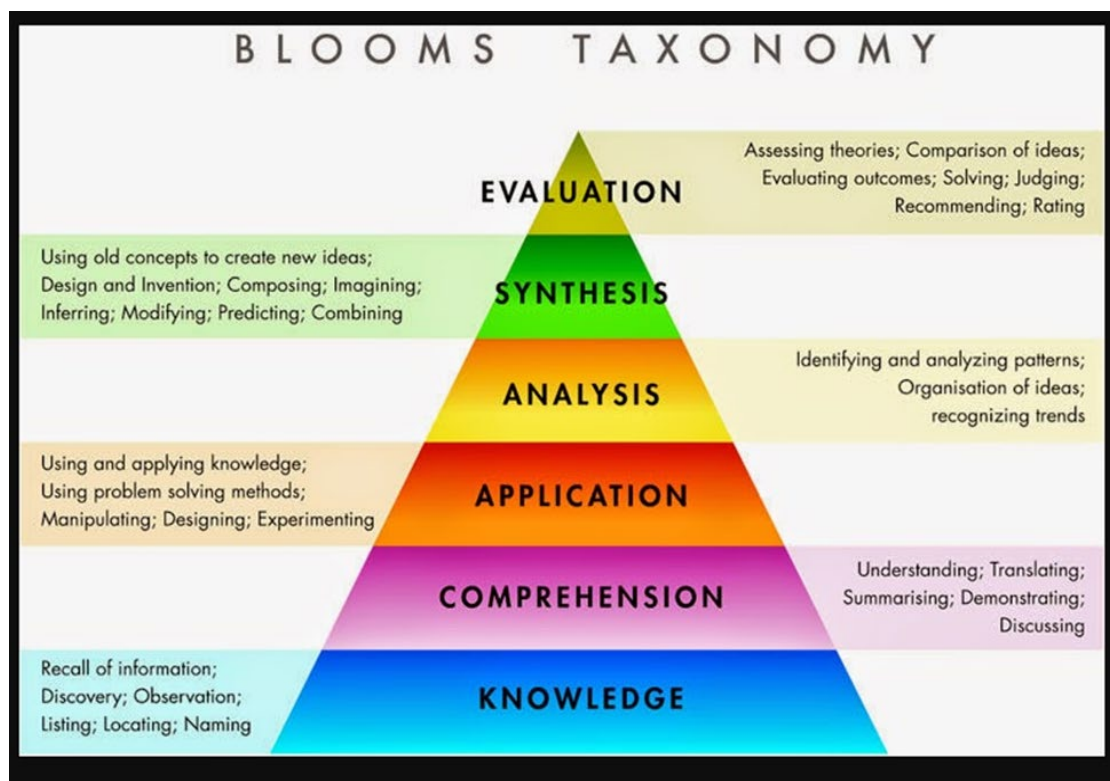 BLOOMS TAXONOMY
EVALUATION
Assessing theories; Comparison of ideas;
Evaluating outcomes; Solving; Judging;
Recommending; Rating
Using old concepts to create new ideas;
Design and Invention; Composing; Imagining;
Inferring; Modifying; Predicting; Combining
SYNTHESIS
ANALYSIS
Identifying and analyzing patterns;
Organisation of ideas;
recognizing trends
Using and applying knowledge;
Using problem solving methods;
Manipulating; Designing; Experimenting
APPLICATION
COMPREHENSION
Understanding; Translating;
Summarising; Demonstrating;
Discussing
Recall of information;
Discovery; Observation;
Listing; Locating; Naming
KNOWLEDGE